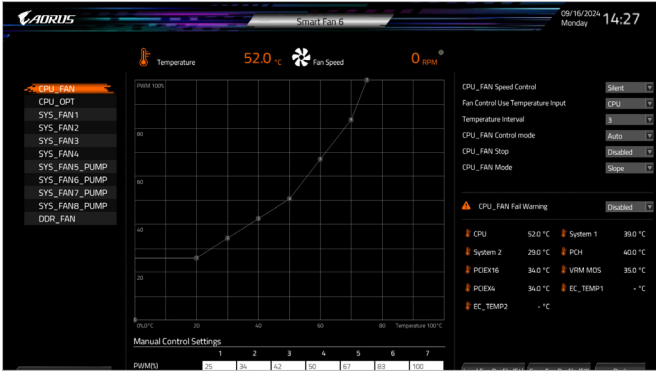 AORUS
Smart Fan 6
09/16/2024 Monday 14:27
Temperature 52.0 °C Fan Speed 0 RPM
CPU_FAN
CPU_OPT
SYS_FAN1
SYS_FAN2
SYS_FAN3
SYS_FAN4
SYS_FAN5_PUMP
SYS_FAN6_PUMP
SYS_FAN7_PUMP
SYS_FAN8_PUMP
DDR_FAN
PWM 100%
80
60
40
20
0%,0°C 20 40 60 80 Temperature 100°C
CPU_FAN Speed Control Silent
Fan Control Use Temperature Input CPU
Temperature Interval 3
CPU_FAN Control mode Auto
CPU_FAN Stop Disabled
CPU_FAN Mode Slope
CPU_FAN Fail Warning Disabled
CPU 52.0 °C System 1 39.0 °C
System 2 29.0 °C PCH 40.0 °C
PCIEX16 34.0 °C VRM MOS 35.0 °C
PCIEX4 34.0 °C EC_TEMP1 - °C
EC_TEMP2 - °C
Manual Control Settings
1 2 3 4 5 6 7
PWM(%) 25 34 42 50 67 83 100